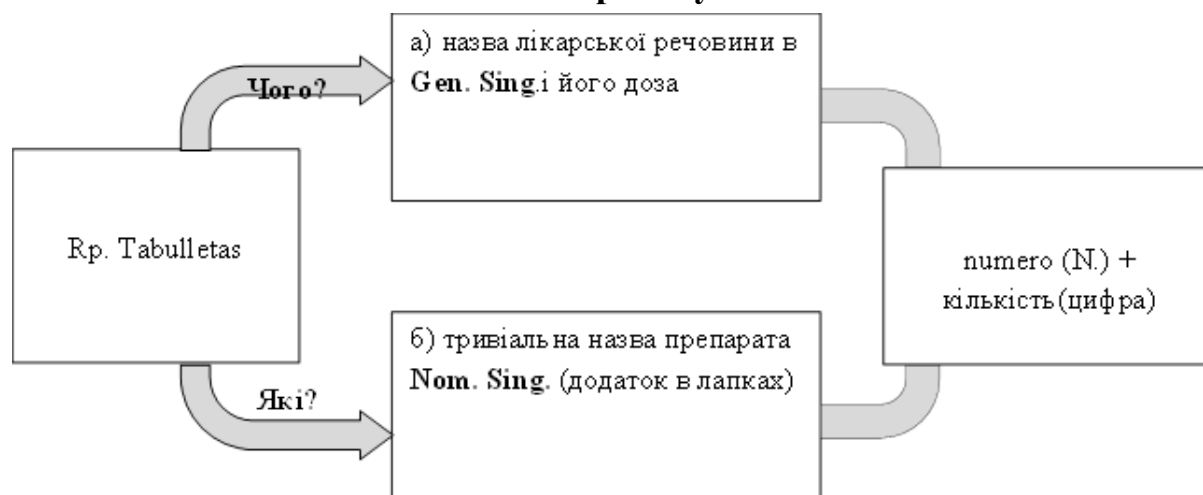 а) назва лікарської речовини в
Gen. Sing.і його доза
Чого?
Rp. Tabulletas
numero (N.) +
кількість(цифра)
б) тривіальна назва препарата
Nom. Sing. (додаток в лапках)
Які?